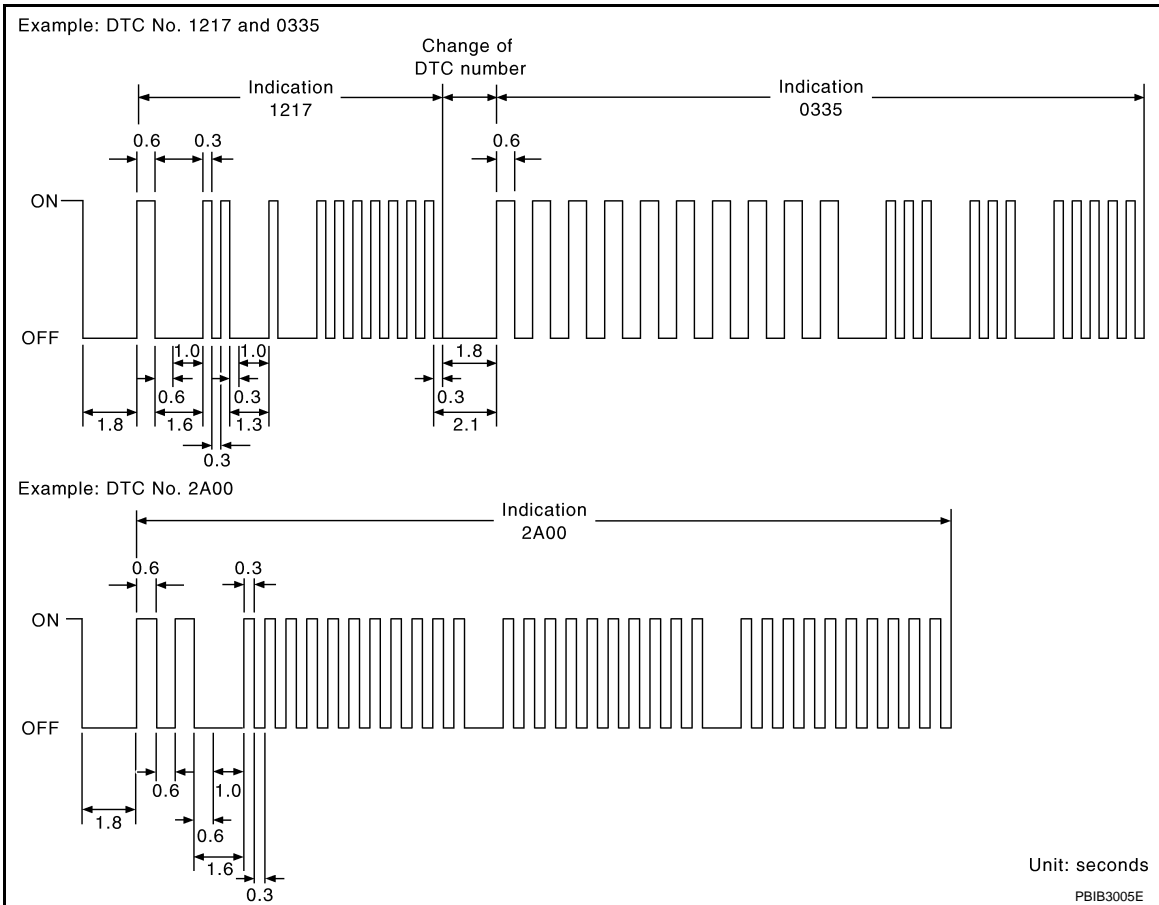 Example: DTC No. 1217 and 0335
Change of
DTC number
Indication
1217
Indication
0335
0.6
0.3
0.6
ON
OFF
1.0
1.0
1.8
0.6
0.3
0.3
1.8
1.6
1.3
2.1
0.3
Example: DTC No. 2A00
Indication
2A00
0.6
0.3
ON
OFF
0.6
1.0
1.8
0.6
1.6
0.3
Unit: seconds
PBIB3005E